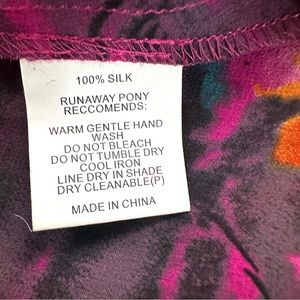 100% SILK
RUNAWAY PONY
RECCOMENDS:
WARM GENTLE HAND
WASH
DO NOT BLEACH
DO NOT TUMBLE DRY
COOL IRON
LINE DRY IN SHADE
DRY CLEANABLE(P)
MADE IN CHINA